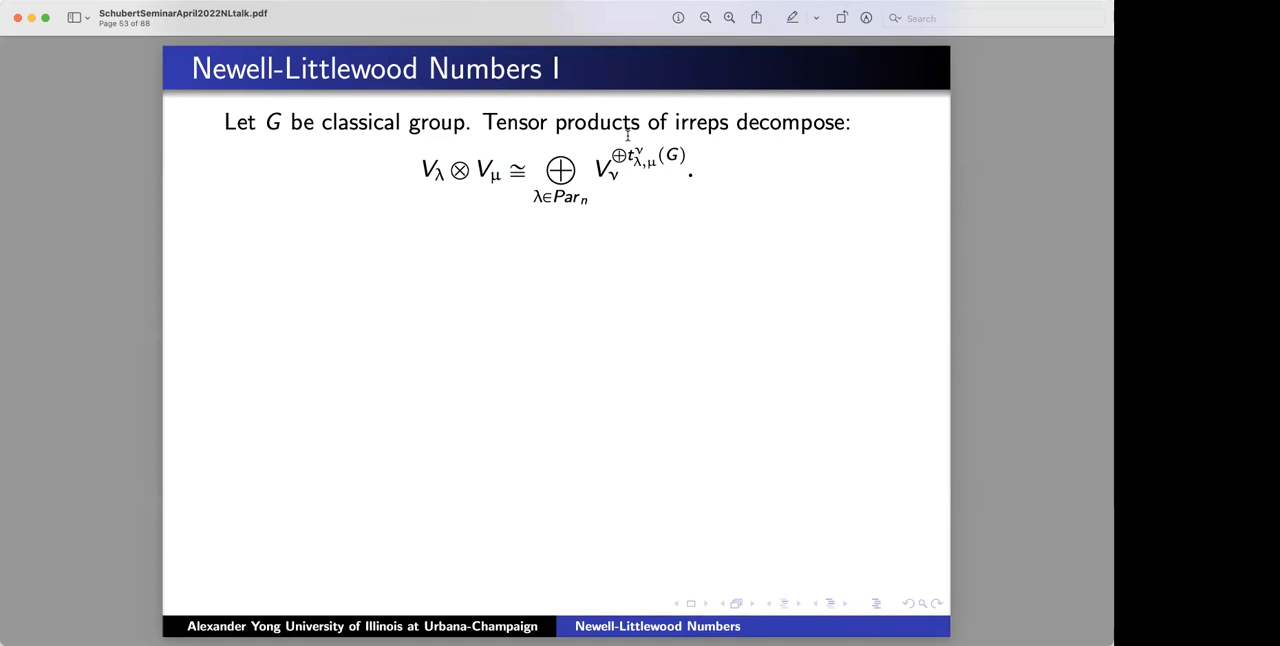 SchubertSeminarApril2022NLtalk.pdf
Page 53 of 88
Search
Newell-Littlewood Numbers I
Let G be classical group. Tensor products of irreps decompose:
V_λ ⊗ V_μ ≅ ⊕_{λ∈Par_n} V_ν^{⊕t^ν_{λ,μ}(G)}.
Alexander Yong University of Illinois at Urbana-Champaign
Newell-Littlewood Numbers